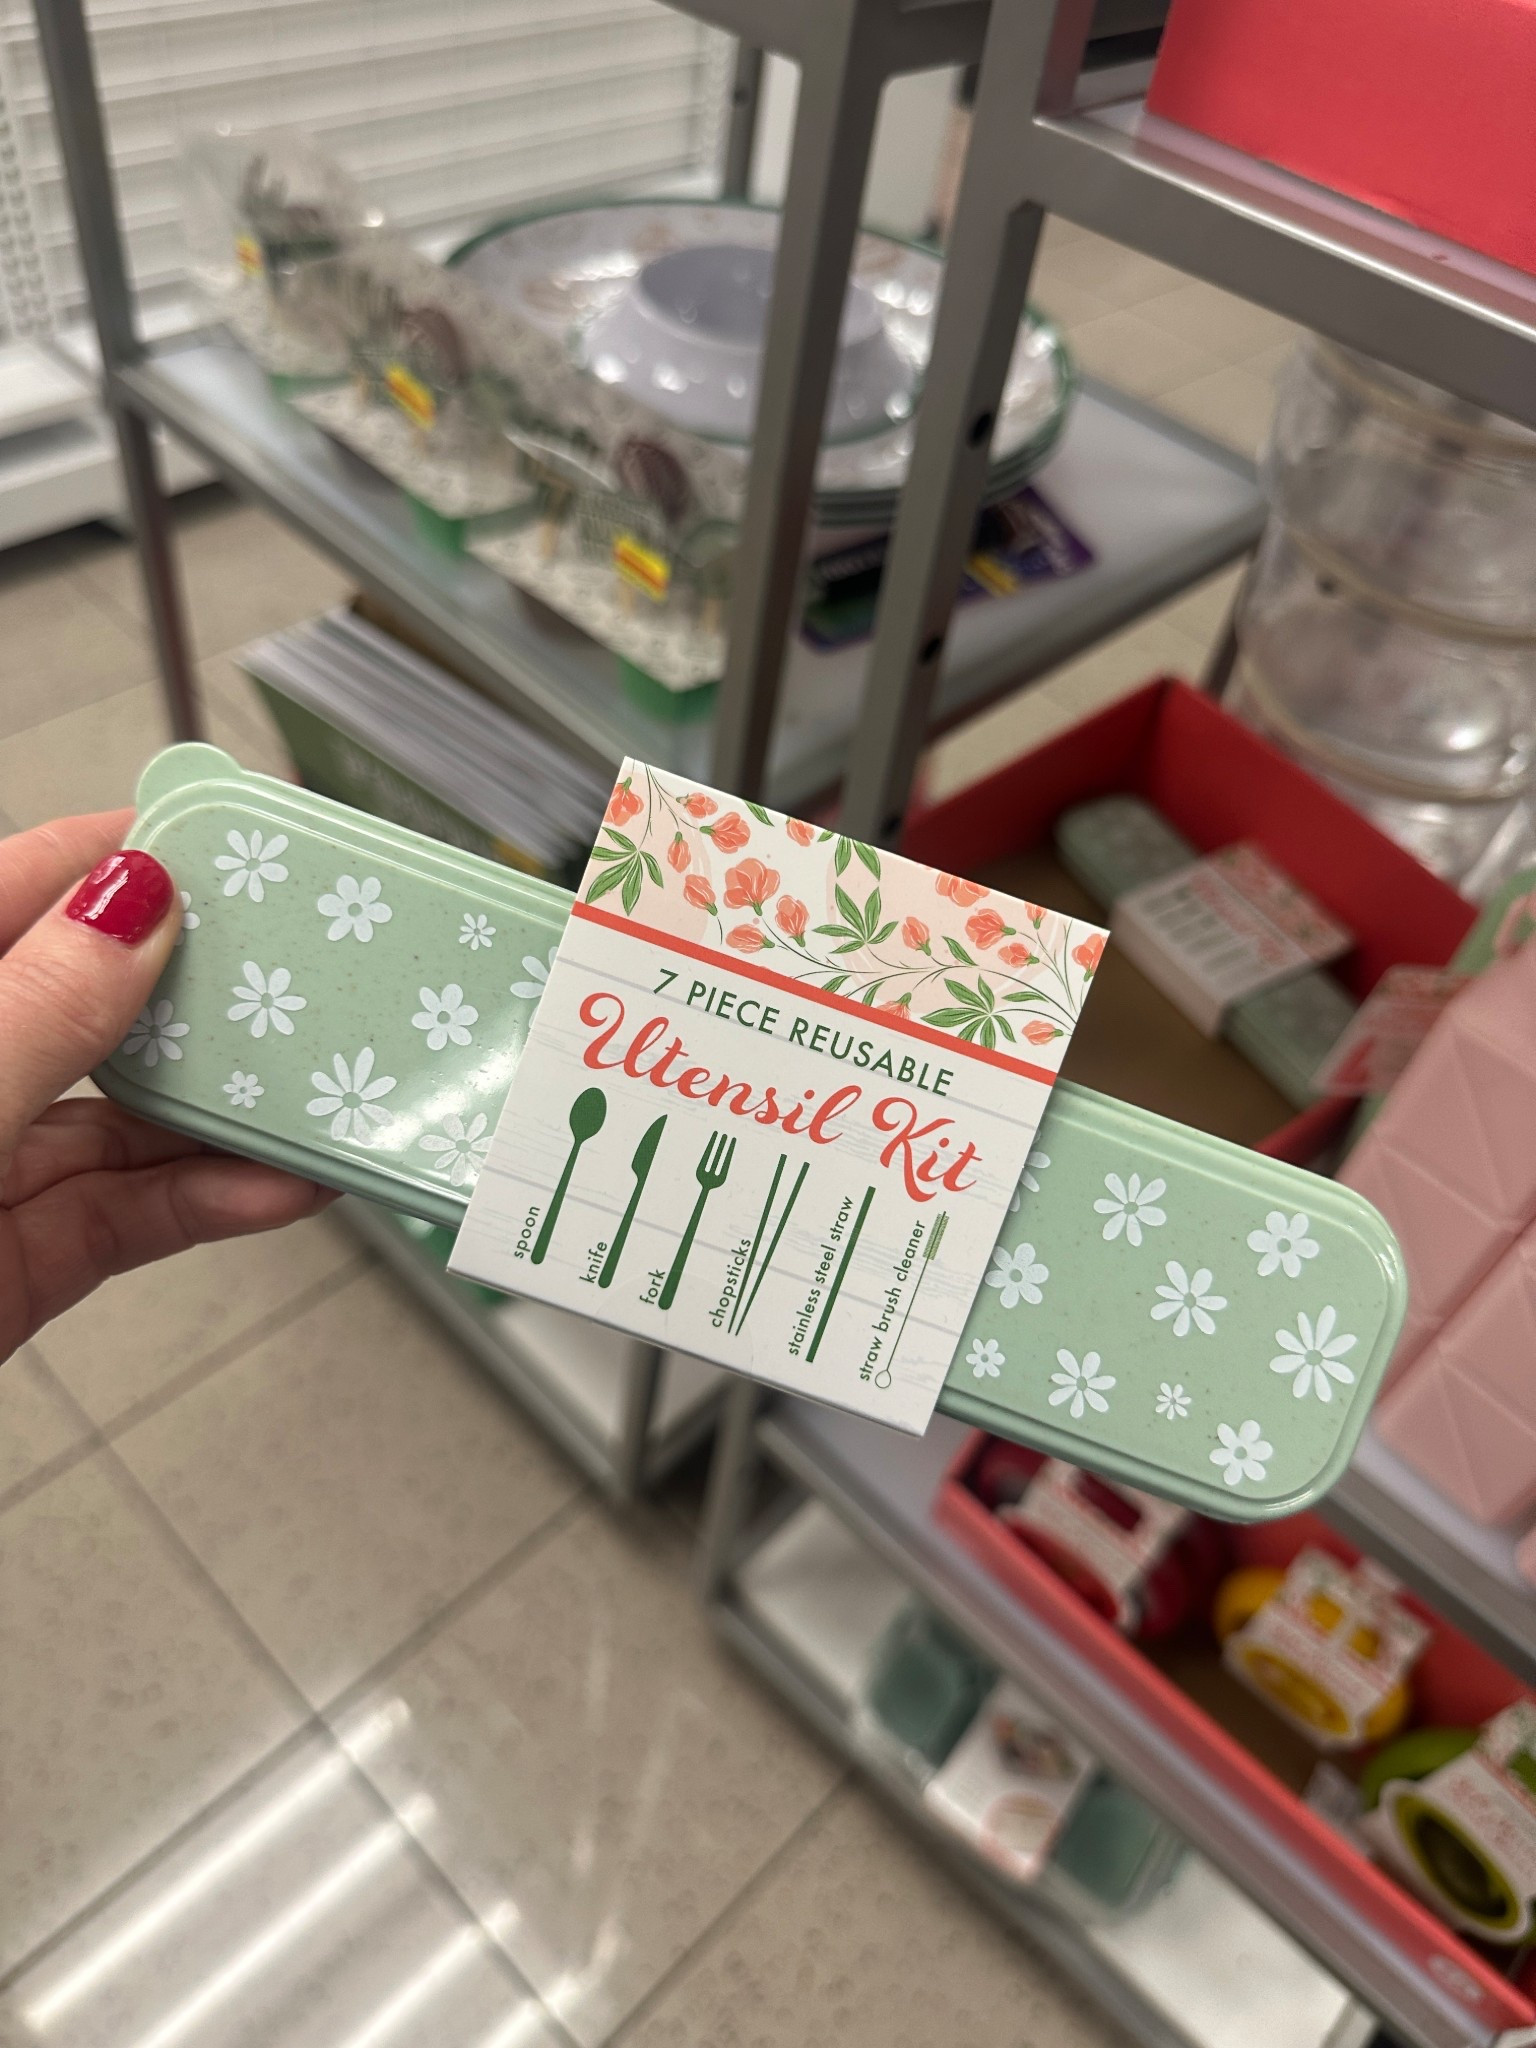 7 PIECE REUSABLE
Utensil Kit
spoon
knife
fork
chopsticks
stainless steel straw
straw brush cleaner